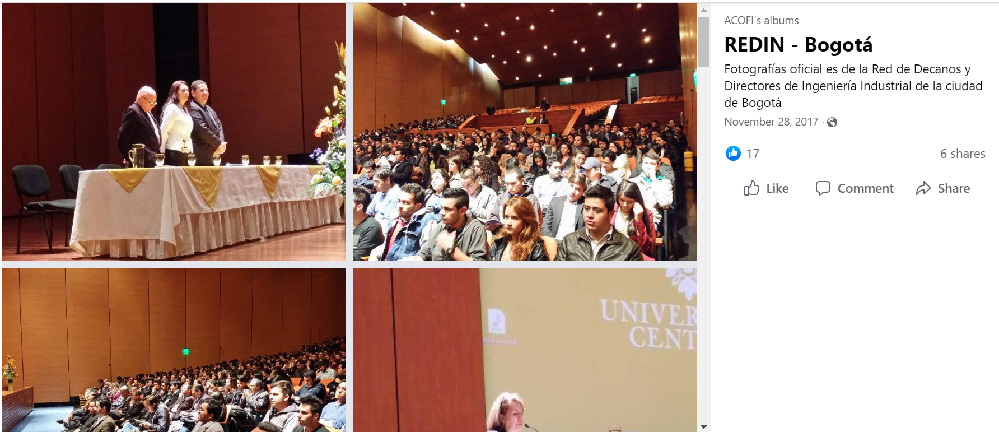 ACOFI's albums
REDIN - Bogotá
Fotografías oficial es de la Red de Decanos y
Directores de Ingeniería Industrial de la ciudad
de Bogotá
November 28, 2017 ·
17
6 shares
Like
Comment
Share
UNIVER
CENT